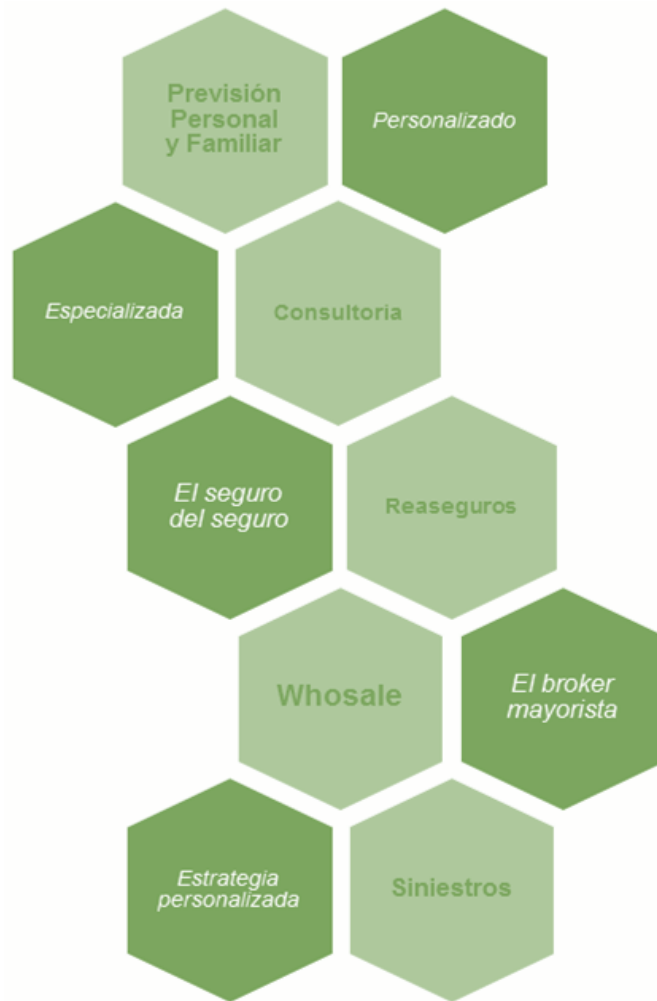 Previsión
Personal
y Familiar
Personalizado
Especializada
Consultoria
El seguro
del seguro
Reaseguros
Whosale
El broker
mayorista
Estrategia
personalizada
Siniestros